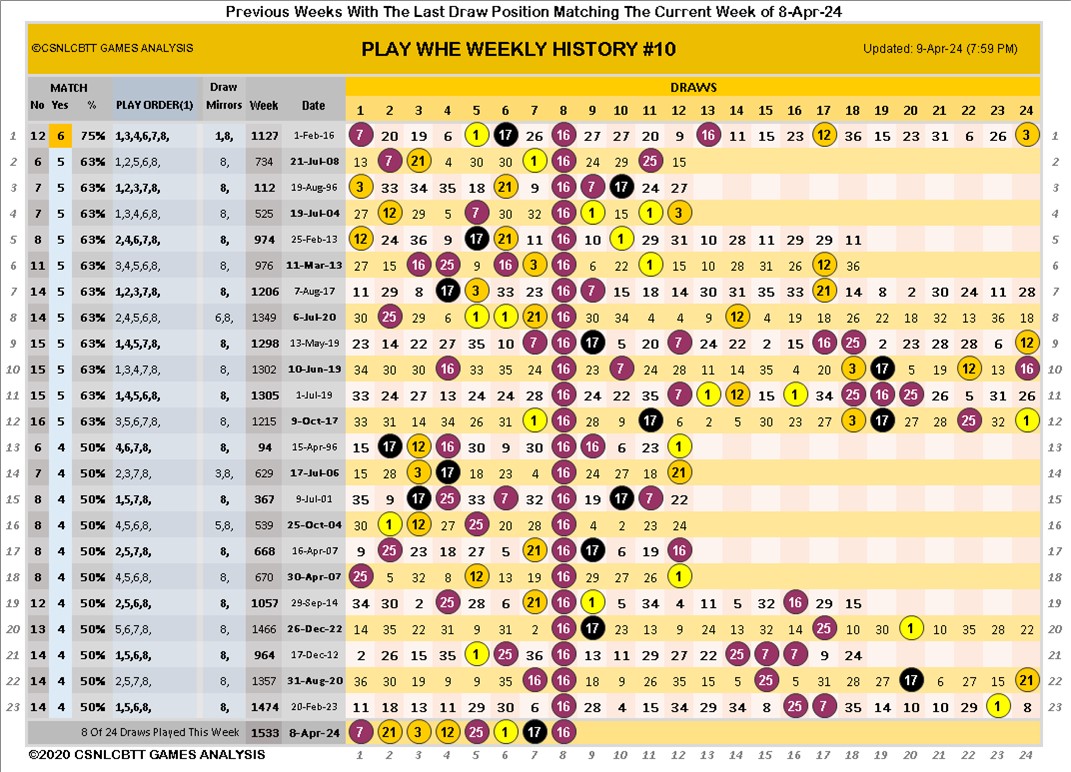 Previous Weeks With The Last Draw Position Matching The Current Week of 8-Apr-24
©CSNLCBTT GAMES ANALYSIS PLAY WHE WEEKLY HISTORY #10 Updated: 9-Apr-24 (7:59 PM)
MATCH Draw DRAWS
No Yes % PLAY ORDER(1) Mirrors Week Date 1 2 3 4 5 6 7 8 9 10 11 12 13 14 15 16 17 18 19 20 21 22 23 24
1 12 6 75% 1,3,4,6,7,8, 1,8, 1127 1-Feb-16 7 20 19 6 1 17 26 16 27 27 20 9 16 11 15 23 12 36 15 23 31 6 26 3 1
2 6 5 63% 1,2,5,6,8, 8, 734 21-Jul-08 13 7 21 4 30 30 1 16 24 29 25 15 2
3 7 5 63% 1,2,3,7,8, 8, 112 19-Aug-96 3 33 34 35 18 21 9 16 7 17 24 27 3
4 7 5 63% 1,3,4,6,8, 8, 525 19-Jul-04 27 12 29 5 7 30 32 16 1 15 1 3 4
5 8 5 63% 2,4,6,7,8, 8, 974 25-Feb-13 12 24 36 9 17 21 11 16 10 1 29 31 10 28 11 29 29 11 5
6 11 5 63% 3,4,5,6,8, 8, 976 11-Mar-13 27 15 16 25 9 16 3 16 6 22 1 15 10 28 31 26 12 36 6
7 14 5 63% 1,2,3,7,8, 8, 1206 7-Aug-17 11 29 8 17 3 33 23 16 7 15 18 14 30 31 35 33 21 14 8 2 30 24 11 28 7
8 14 5 63% 2,4,5,6,8, 6,8, 1349 6-Jul-20 30 25 29 6 1 1 21 16 30 34 4 4 9 12 4 19 18 26 22 18 32 13 36 18 8
9 15 5 63% 1,4,5,7,8, 8, 1298 13-May-19 23 14 22 27 35 10 7 16 17 5 20 7 24 22 2 15 16 25 2 23 28 28 6 12 9
10 15 5 63% 1,3,4,7,8, 8, 1302 10-Jun-19 34 30 30 16 33 35 24 16 23 7 24 28 11 14 35 4 20 3 17 5 19 12 13 16 10
11 15 5 63% 1,4,5,6,8, 8, 1305 1-Jul-19 33 24 27 13 24 24 28 16 24 22 35 7 1 12 15 1 34 25 16 25 26 5 31 26 11
12 16 5 63% 3,5,6,7,8, 8, 1215 9-Oct-17 33 31 14 34 26 31 1 16 28 9 17 6 2 5 30 23 27 3 17 27 28 25 32 1 12
13 6 4 50% 4,6,7,8, 8, 94 15-Apr-96 15 17 12 16 30 9 30 16 16 6 23 1 13
14 7 4 50% 2,3,7,8, 3,8, 629 17-Jul-06 15 28 3 17 18 23 4 16 24 27 18 21 14
15 8 4 50% 1,5,7,8, 8, 367 9-Jul-01 35 9 17 25 33 7 32 16 19 17 7 22 15
16 8 4 50% 4,5,6,8, 5,8, 539 25-Oct-04 30 1 12 27 25 20 28 16 4 2 23 24 16
17 8 4 50% 2,5,7,8, 8, 668 16-Apr-07 9 25 23 18 27 5 21 16 17 6 19 16 17
18 8 4 50% 4,5,6,8, 8, 670 30-Apr-07 25 5 32 8 12 13 19 16 29 27 26 1 18
19 12 4 50% 2,5,6,8, 8, 1057 29-Sep-14 34 30 2 25 28 6 21 16 1 5 34 4 11 5 32 16 29 15 19
20 13 4 50% 5,6,7,8, 8, 1466 26-Dec-22 14 35 22 31 9 31 2 16 17 23 13 9 24 13 32 14 25 10 30 1 10 35 28 22 20
21 14 4 50% 1,5,6,8, 8, 964 17-Dec-12 2 26 15 35 1 25 36 16 13 11 29 27 22 25 7 7 9 24 21
22 14 4 50% 2,5,7,8, 8, 1357 31-Aug-20 36 30 19 9 9 35 7 16 18 9 26 35 15 5 25 5 31 28 27 17 6 27 15 21 22
23 14 4 50% 1,5,6,8, 8, 1474 20-Feb-23 11 18 13 11 29 30 6 16 28 4 15 34 29 34 8 25 7 35 14 10 10 29 1 8 23
8 Of 24 Draws Played This Week 1533 8-Apr-24 7 21 3 12 25 1 17 16
©2020 CSNLCBTT GAMES ANALYSIS 1 2 3 4 5 6 7 8 9 10 11 12 13 14 15 16 17 18 19 20 21 22 23 24